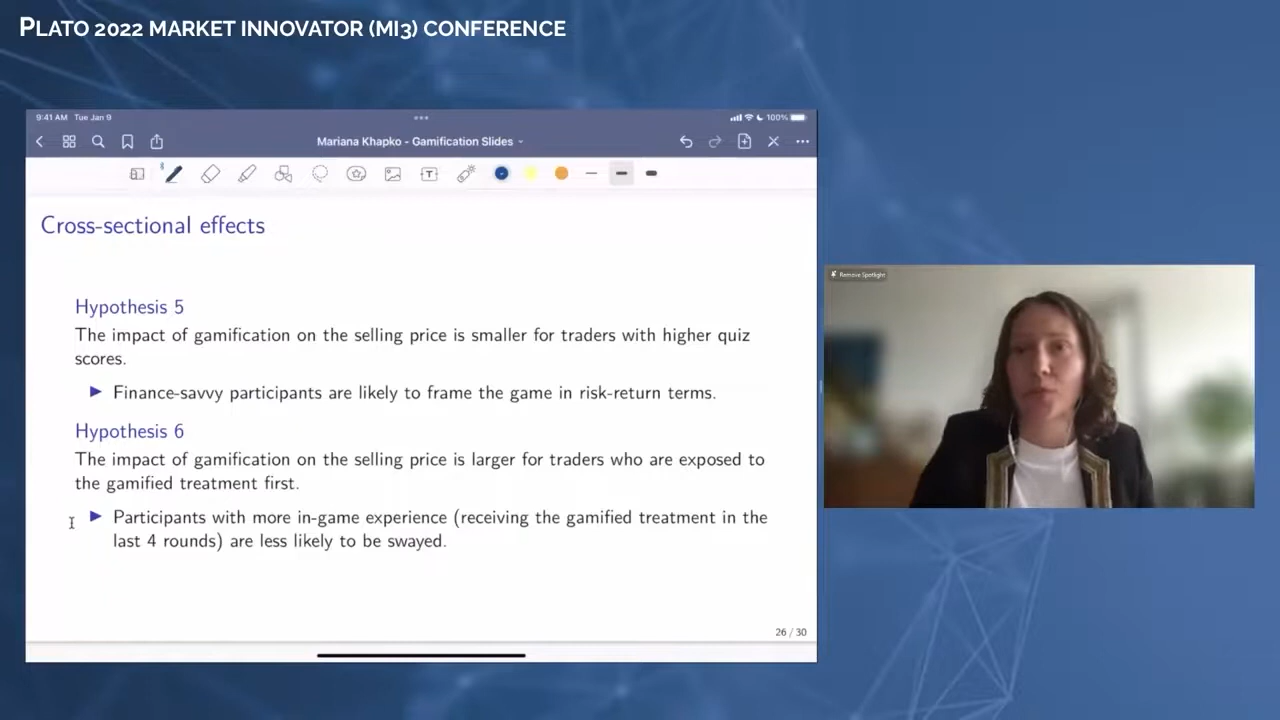 PLATO 2022 MARKET INNOVATOR (MI3) CONFERENCE
9:41 AM Tue Jan 9
100%
Mariana Khapko - Gamification Slides
Cross-sectional effects
Hypothesis 5
The impact of gamification on the selling price is smaller for traders with higher quiz
scores.
Finance-savvy participants are likely to frame the game in risk-return terms.
Hypothesis 6
The impact of gamification on the selling price is larger for traders who are exposed to
the gamified treatment first.
Participants with more in-game experience (receiving the gamified treatment in the
last 4 rounds) are less likely to be swayed.
26 / 30
Remove Spotlight